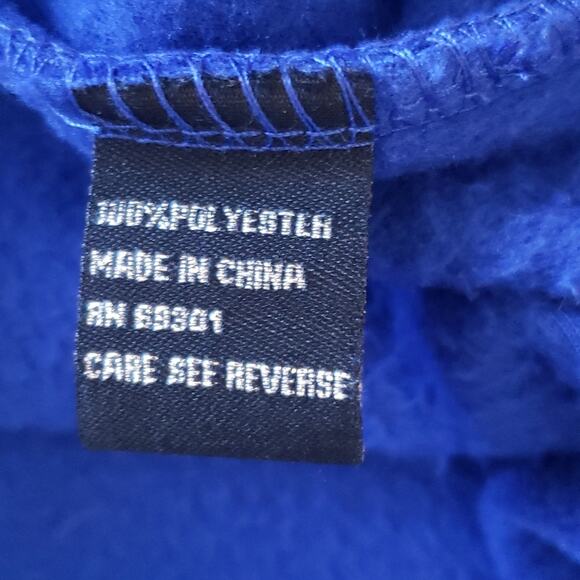 100%POLYESTER
MADE IN CHINA
RN 69301
CARE SEE REVERSE